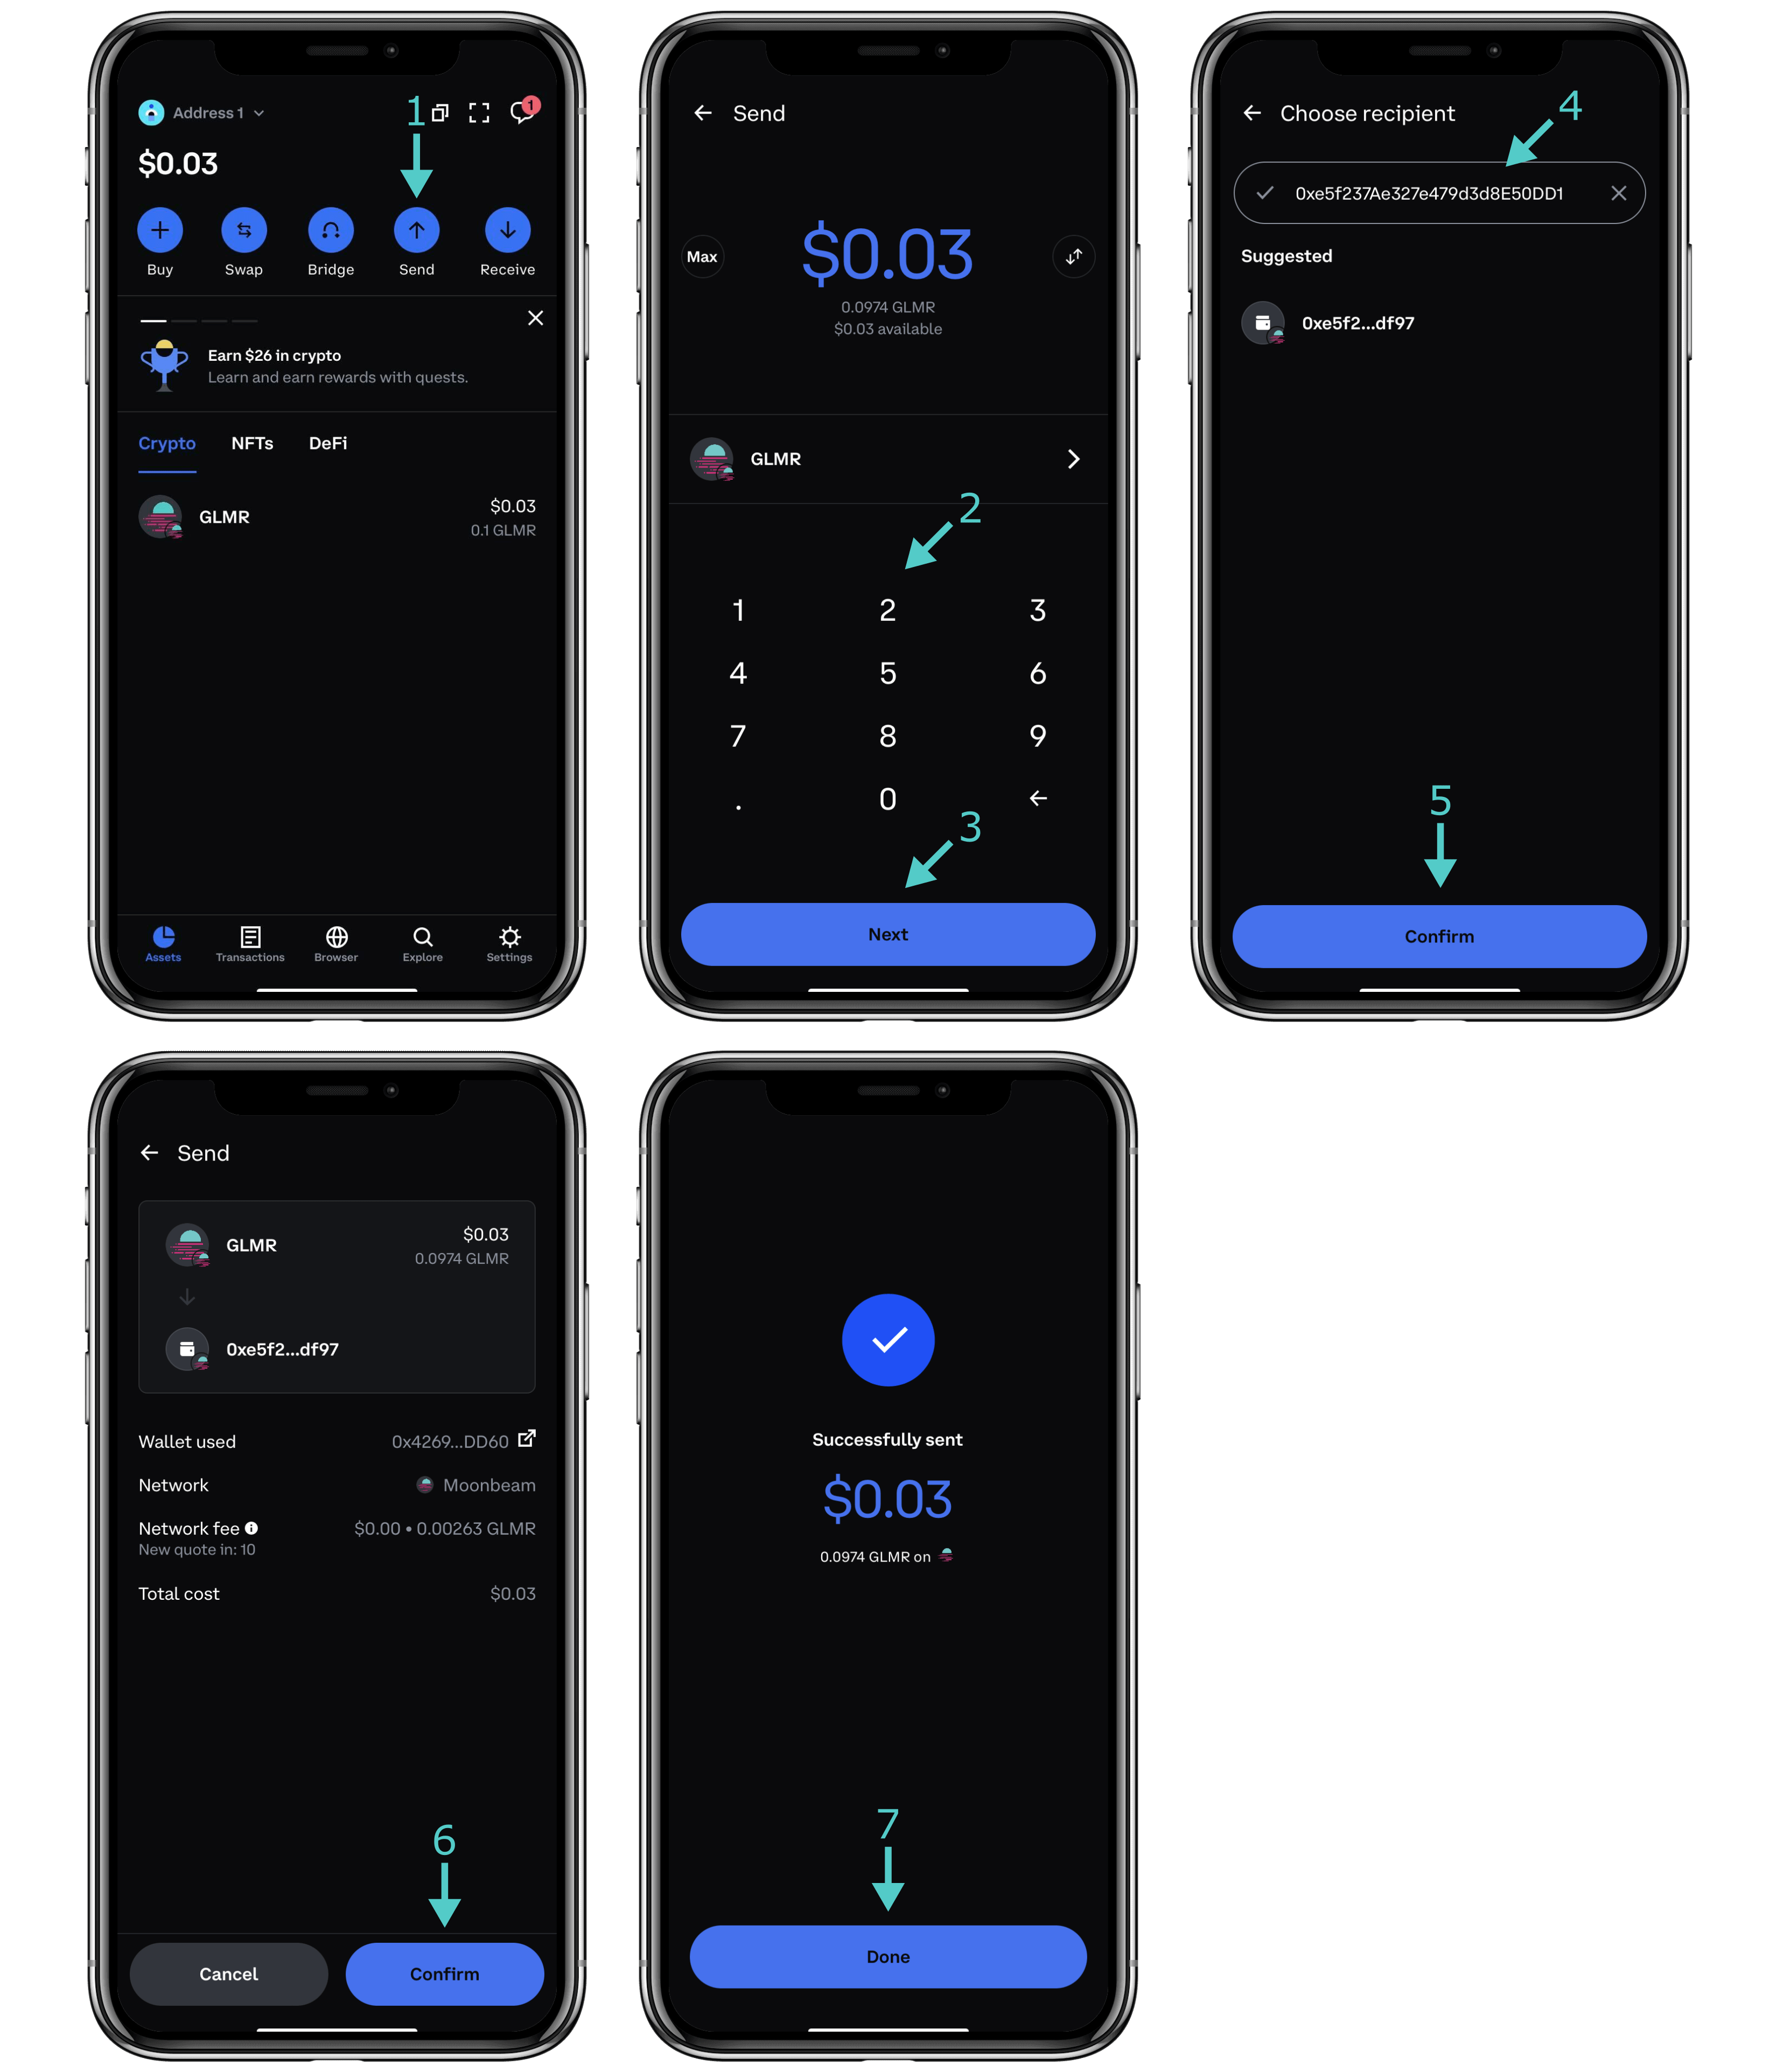 Address 1
1
1
$0.03
Buy Swap Bridge Send Receive
Earn $26 in crypto
Learn and earn rewards with quests.
Crypto NFTs DeFi
GLMR $0.03
0.1 GLMR
Assets Transactions Browser Explore Settings
Send
Max $0.03
0.0974 GLMR
$0.03 available
GLMR
2
1 2 3
4 5 6
7 8 9
. 0
3
Next
Choose recipient
4
0xe5f237Ae327e479d3d8E50DD1
Suggested
0xe5f2...df97
5
Confirm
Send
GLMR $0.03
0.0974 GLMR
0xe5f2...df97
Wallet used 0x4269...DD60
Network Moonbeam
Network fee $0.00 • 0.00263 GLMR
New quote in: 10
Total cost $0.03
6
Cancel Confirm
Successfully sent
$0.03
0.0974 GLMR on
7
Done